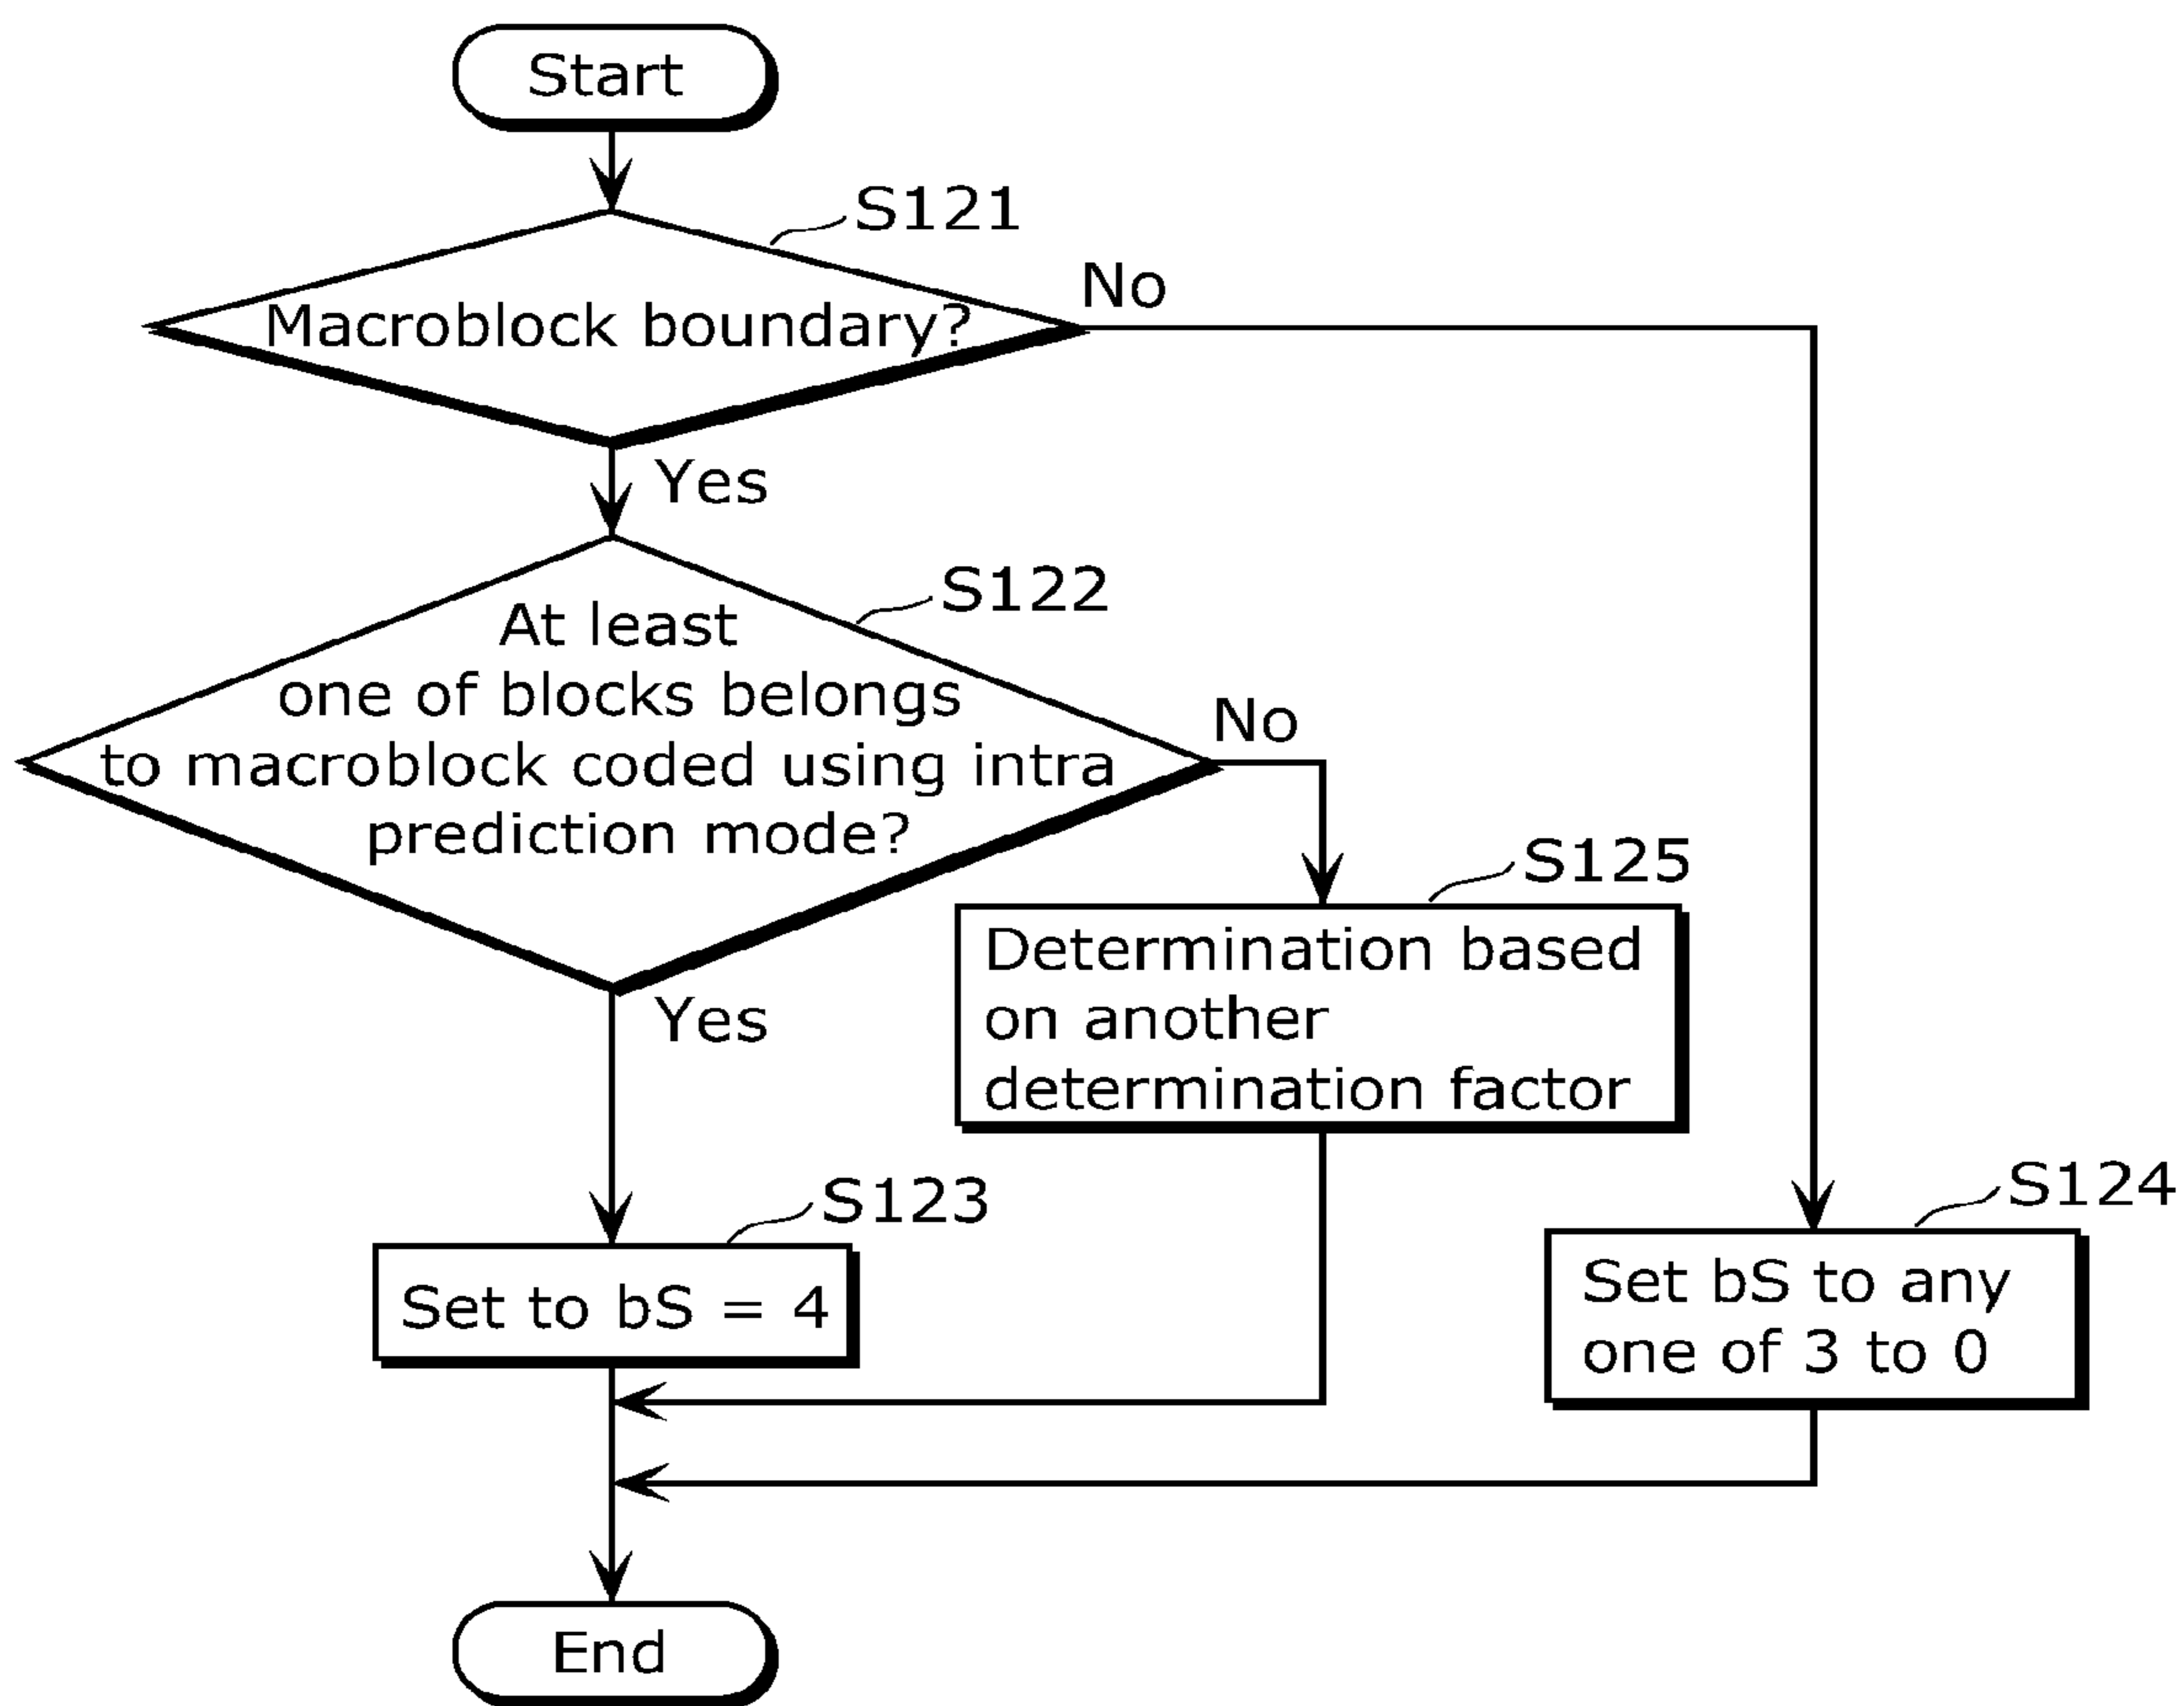 Start
S121
Macroblock boundary?
No
Yes
S122
At least
one of blocks belongs
to macroblock coded using intra
prediction mode?
No
Yes
S125
Determination based
on another
determination factor
S123
Set to bS = 4
S124
Set bS to any
one of 3 to 0
End